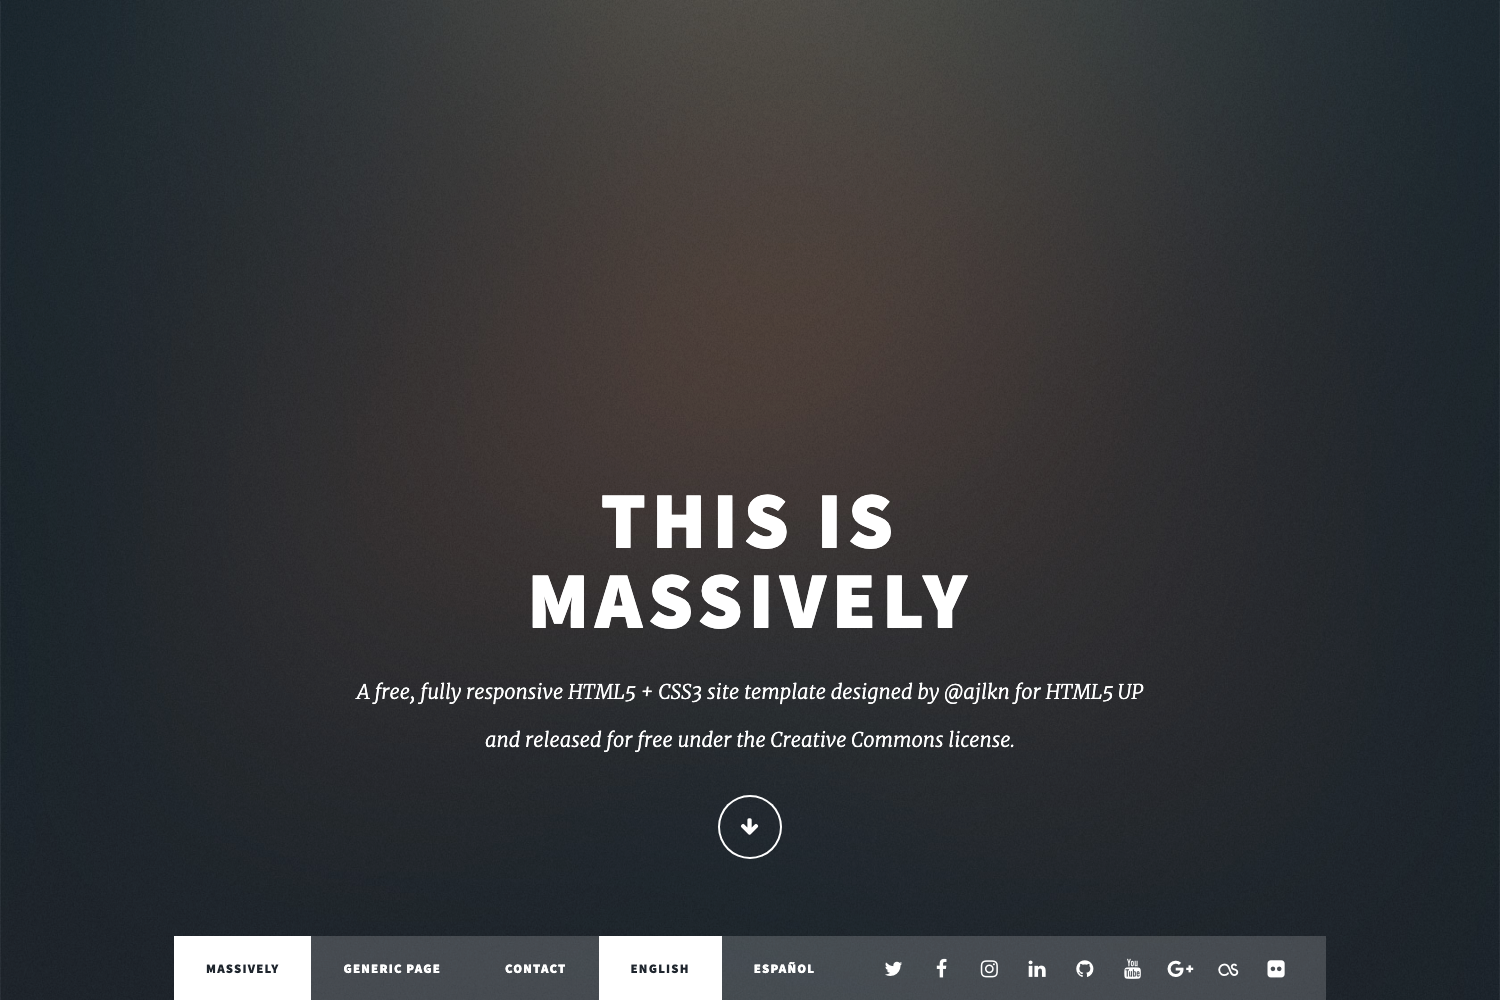 THIS IS
MASSIVELY
A free, fully responsive HTML5 + CSS3 site template designed by @ajlkn for HTML5 UP
and released for free under the Creative Commons license.
MASSIVELY GENERIC PAGE CONTACT ENGLISH ESPAÑOL You Tube G+